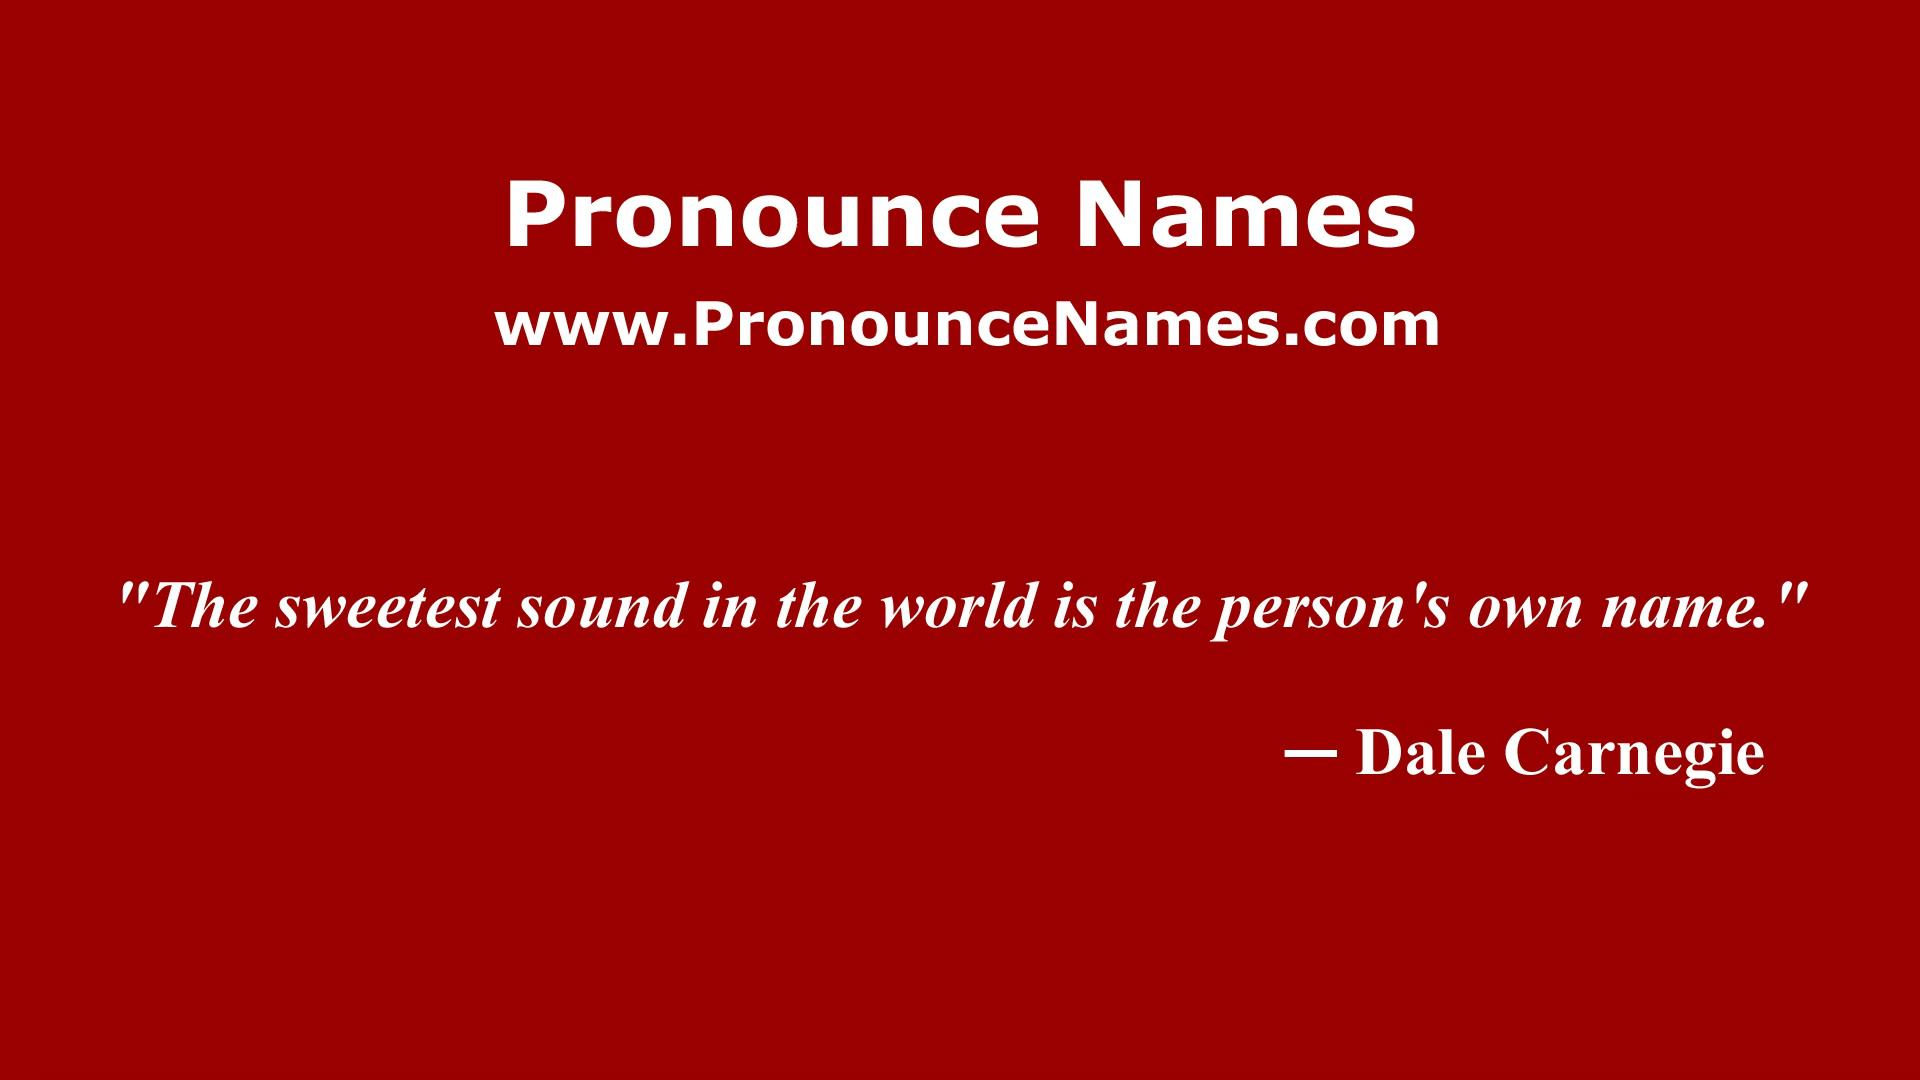 Pronounce Names
www.PronounceNames.com
"The sweetest sound in the world is the person's own name."
— Dale Carnegie